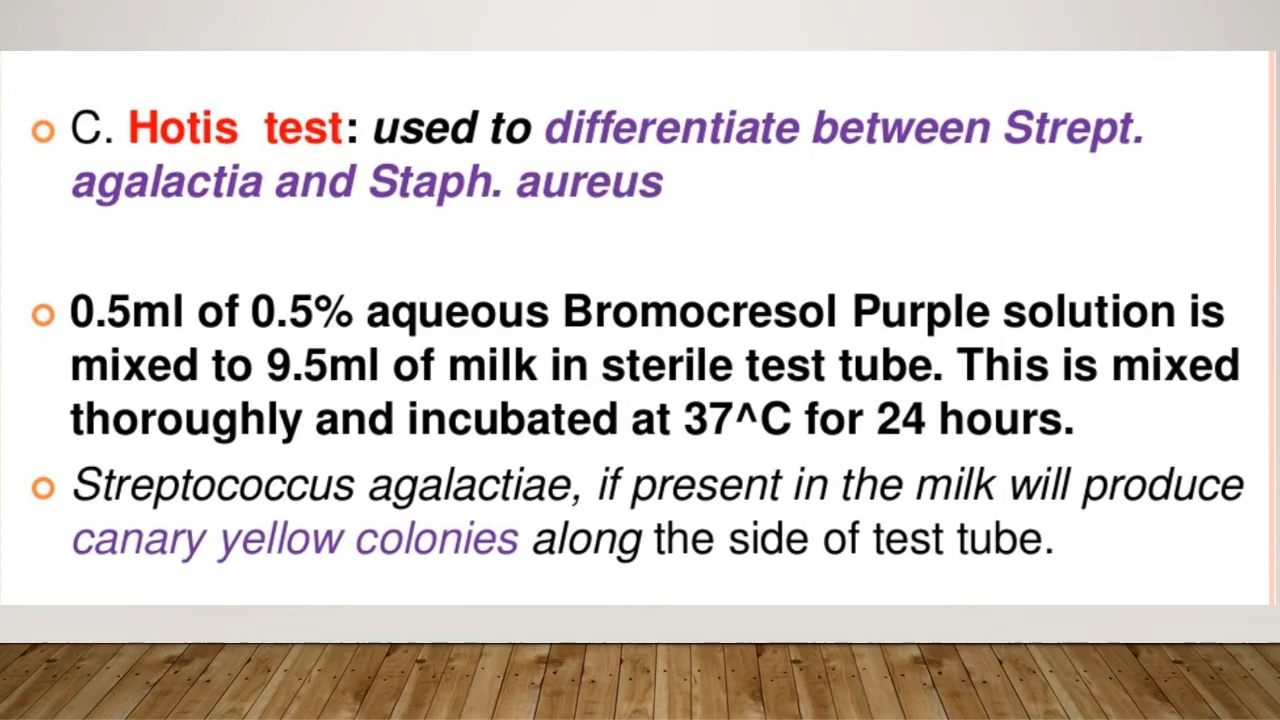 C. Hotis test: used to differentiate between Strept.
agalactia and Staph. aureus
0.5ml of 0.5% aqueous Bromocresol Purple solution is
mixed to 9.5ml of milk in sterile test tube. This is mixed
thoroughly and incubated at 37^C for 24 hours.
Streptococcus agalactiae, if present in the milk will produce
canary yellow colonies along the side of test tube.